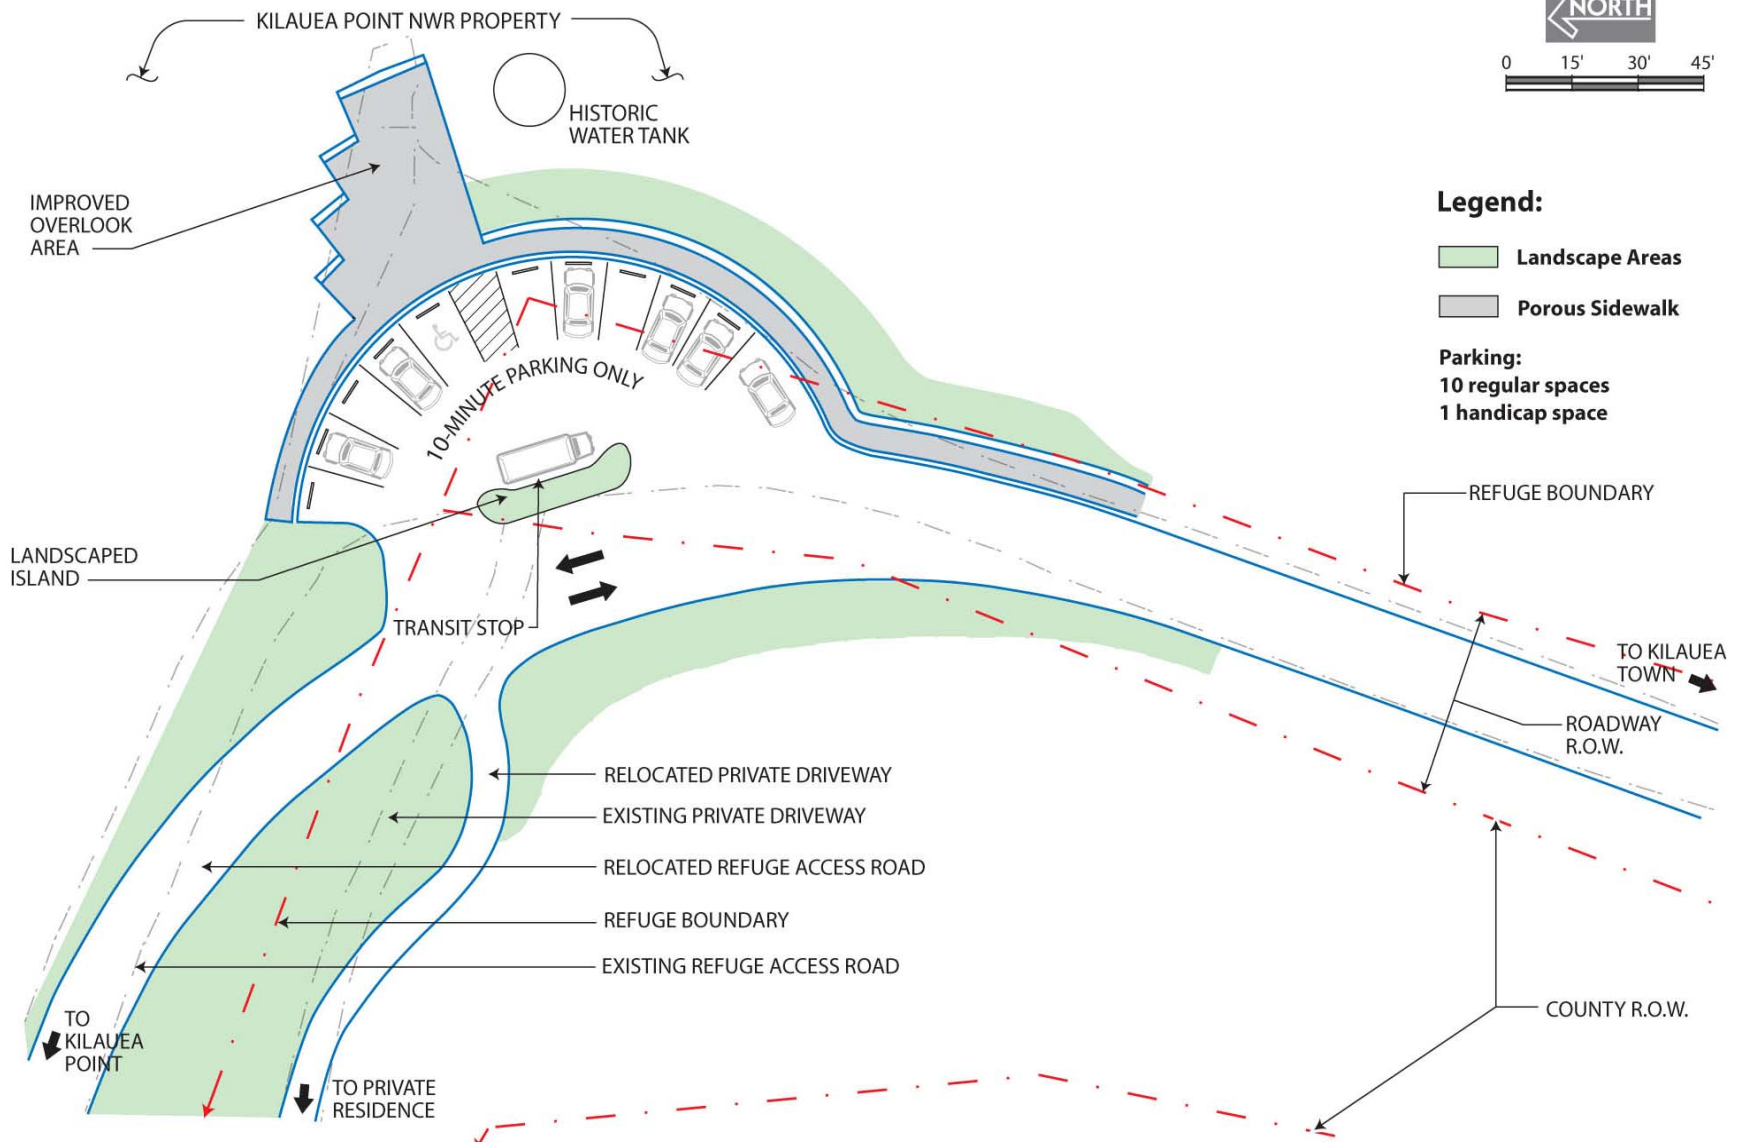 KILAUEA POINT NWR PROPERTY
NORTH
0 15' 30' 45'
HISTORIC
WATER TANK
IMPROVED
OVERLOOK
AREA
Legend:
Landscape Areas
Porous Sidewalk
Parking:
10 regular spaces
1 handicap space
10-MINUTE PARKING ONLY
REFUGE BOUNDARY
LANDSCAPED
ISLAND
TRANSIT STOP
TO KILAUEA
TOWN
ROADWAY
R.O.W.
RELOCATED PRIVATE DRIVEWAY
EXISTING PRIVATE DRIVEWAY
RELOCATED REFUGE ACCESS ROAD
REFUGE BOUNDARY
EXISTING REFUGE ACCESS ROAD
COUNTY R.O.W.
TO
KILAUEA
POINT
TO PRIVATE
RESIDENCE